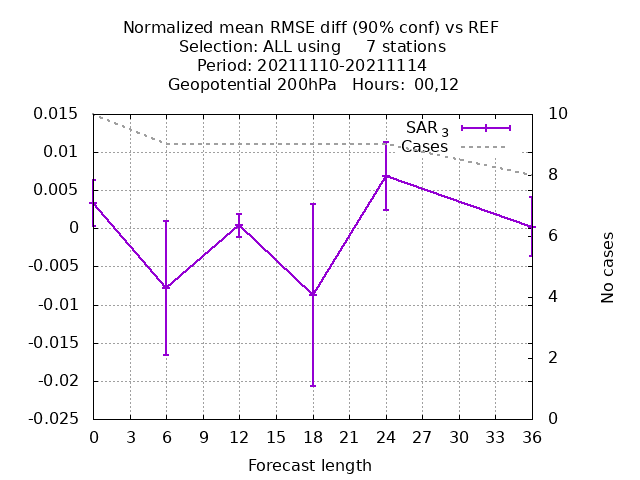 Normalized mean RMSE diff (90% conf) vs REF
Selection: ALL using     7 stations
Period: 20211110-20211114
Geopotential 200hPa   Hours:  00,12
0.015
0.01
0.005
0
-0.005
-0.01
-0.015
-0.02
-0.025
SAR 3
Cases
10
8
6
4
2
0
No cases
0 3 6 9 12 15 18 21 24 27 30 33 36
Forecast length